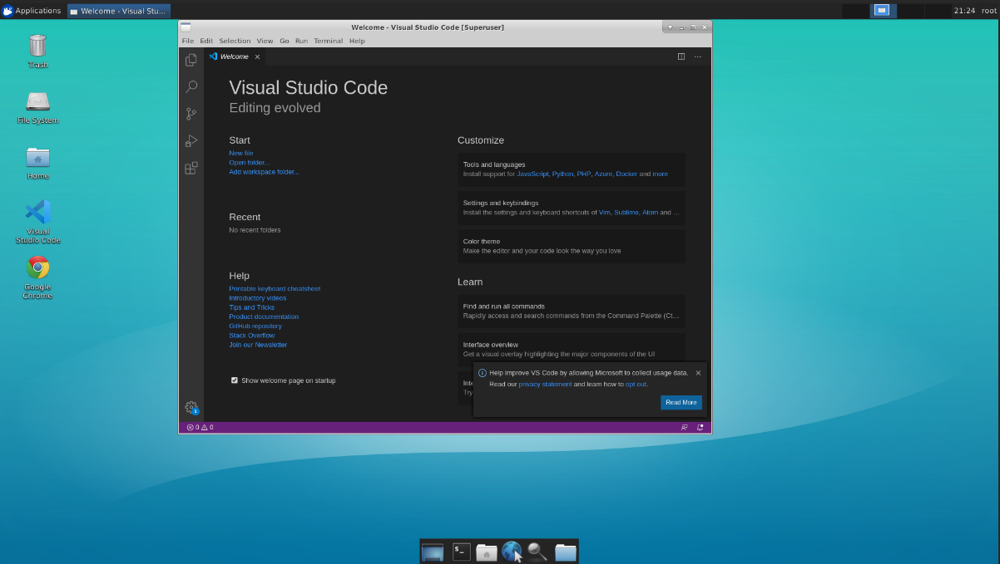 Applications
Welcome - Visual Stu...
21:24
root
Trash
File System
Home
Visual
Studio Code
Google
Chrome
Welcome - Visual Studio Code [Superuser]
File Edit Selection View Go Run Terminal Help
Welcome
Visual Studio Code
Editing evolved
Start
New file
Open folder...
Add workspace folder...
Recent
No recent folders
Help
Printable keyboard cheatsheet
Introductory videos
Tips and Tricks
Product documentation
GitHub repository
Stack Overflow
Join our Newsletter
Show welcome page on startup
Customize
Tools and languages
Install support for JavaScript, Python, PHP, Azure, Docker and more
Settings and keybindings
Install the settings and keyboard shortcuts of Vim, Sublime, Atom and ...
Color theme
Make the editor and your code look the way you love
Learn
Find and run all commands
Rapidly access and search commands from the Command Palette (Ct...
Interface overview
Get a visual overlay highlighting the major components of the UI
Inte
Try
Help improve VS Code by allowing Microsoft to collect usage data.
Read our privacy statement and learn how to opt out.
Read More
1
0 0
$_